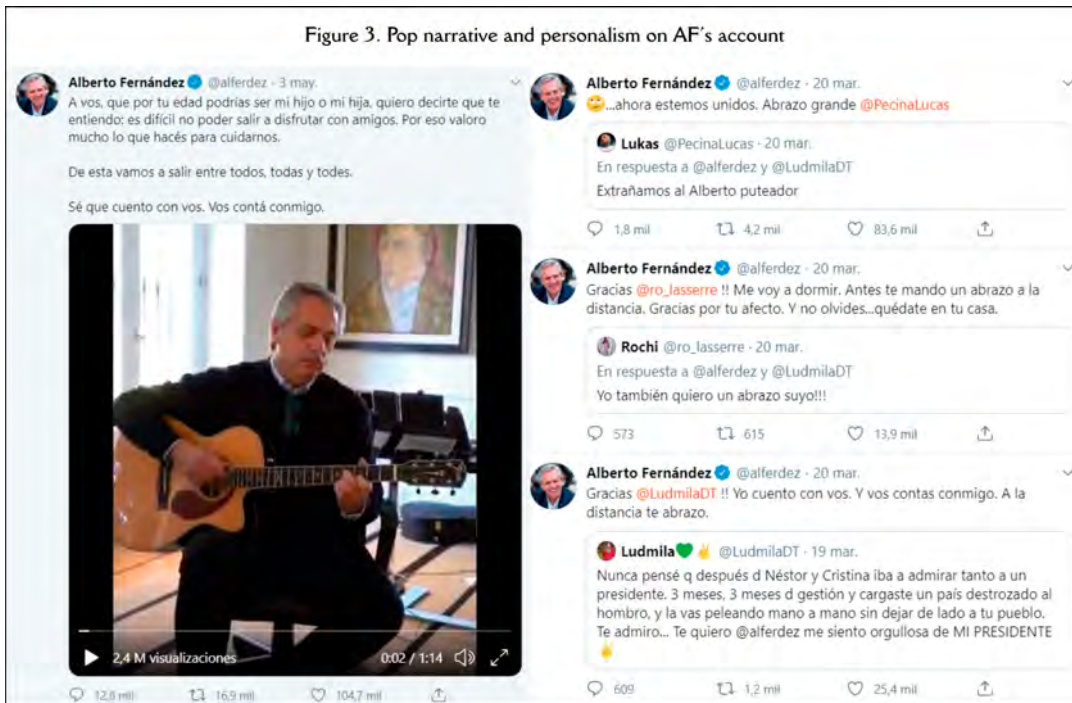 Figure 3. Pop narrative and personalism on AF's account
Alberto Fernández @alferdez · 3 may.
A vos, que por tu edad podrías ser mi hijo o mi hija, quiero decirte que te
entiendo: es difícil no poder salir a disfrutar con amigos. Por eso valoro
mucho lo que hacés para cuidarnos.
De esta vamos a salir entre todos, todas y todes.
Sé que cuento con vos. Vos contá conmigo.
2,4 M visualizaciones
0:02 / 1:14
12,8 mil 16,9 mil 104,7 mil
Alberto Fernández @alferdez · 20 mar.
🙄...ahora estemos unidos. Abrazo grande @PecinaLucas
Lukas @PecinaLucas · 20 mar.
En respuesta a @alferdez y @LudmilaDT
Extrañamos al Alberto puteador
1,8 mil 4,2 mil 83,6 mil
Alberto Fernández @alferdez · 20 mar.
Gracias @ro_lasserre !! Me voy a dormir. Antes te mando un abrazo a la
distancia. Gracias por tu afecto. Y no olvides...quédate en tu casa.
Rochi @ro_lasserre · 20 mar.
En respuesta a @alferdez y @LudmilaDT
Yo también quiero un abrazo suyo!!!
573 615 13,9 mil
Alberto Fernández @alferdez · 20 mar.
Gracias @LudmilaDT !! Yo cuento con vos. Y vos contas conmigo. A la
distancia te abrazo.
Ludmila💚✌️ @LudmilaDT · 19 mar.
Nunca pensé q después d Néstor y Cristina iba a admirar tanto a un
presidente. 3 meses, 3 meses d gestión y cargaste un país destrozado al
hombro, y la vas peleando mano a mano sin dejar de lado a tu pueblo.
Te admiro... Te quiero @alferdez me siento orgullosa de MI PRESIDENTE
✌️
609 1,2 mil 25,4 mil